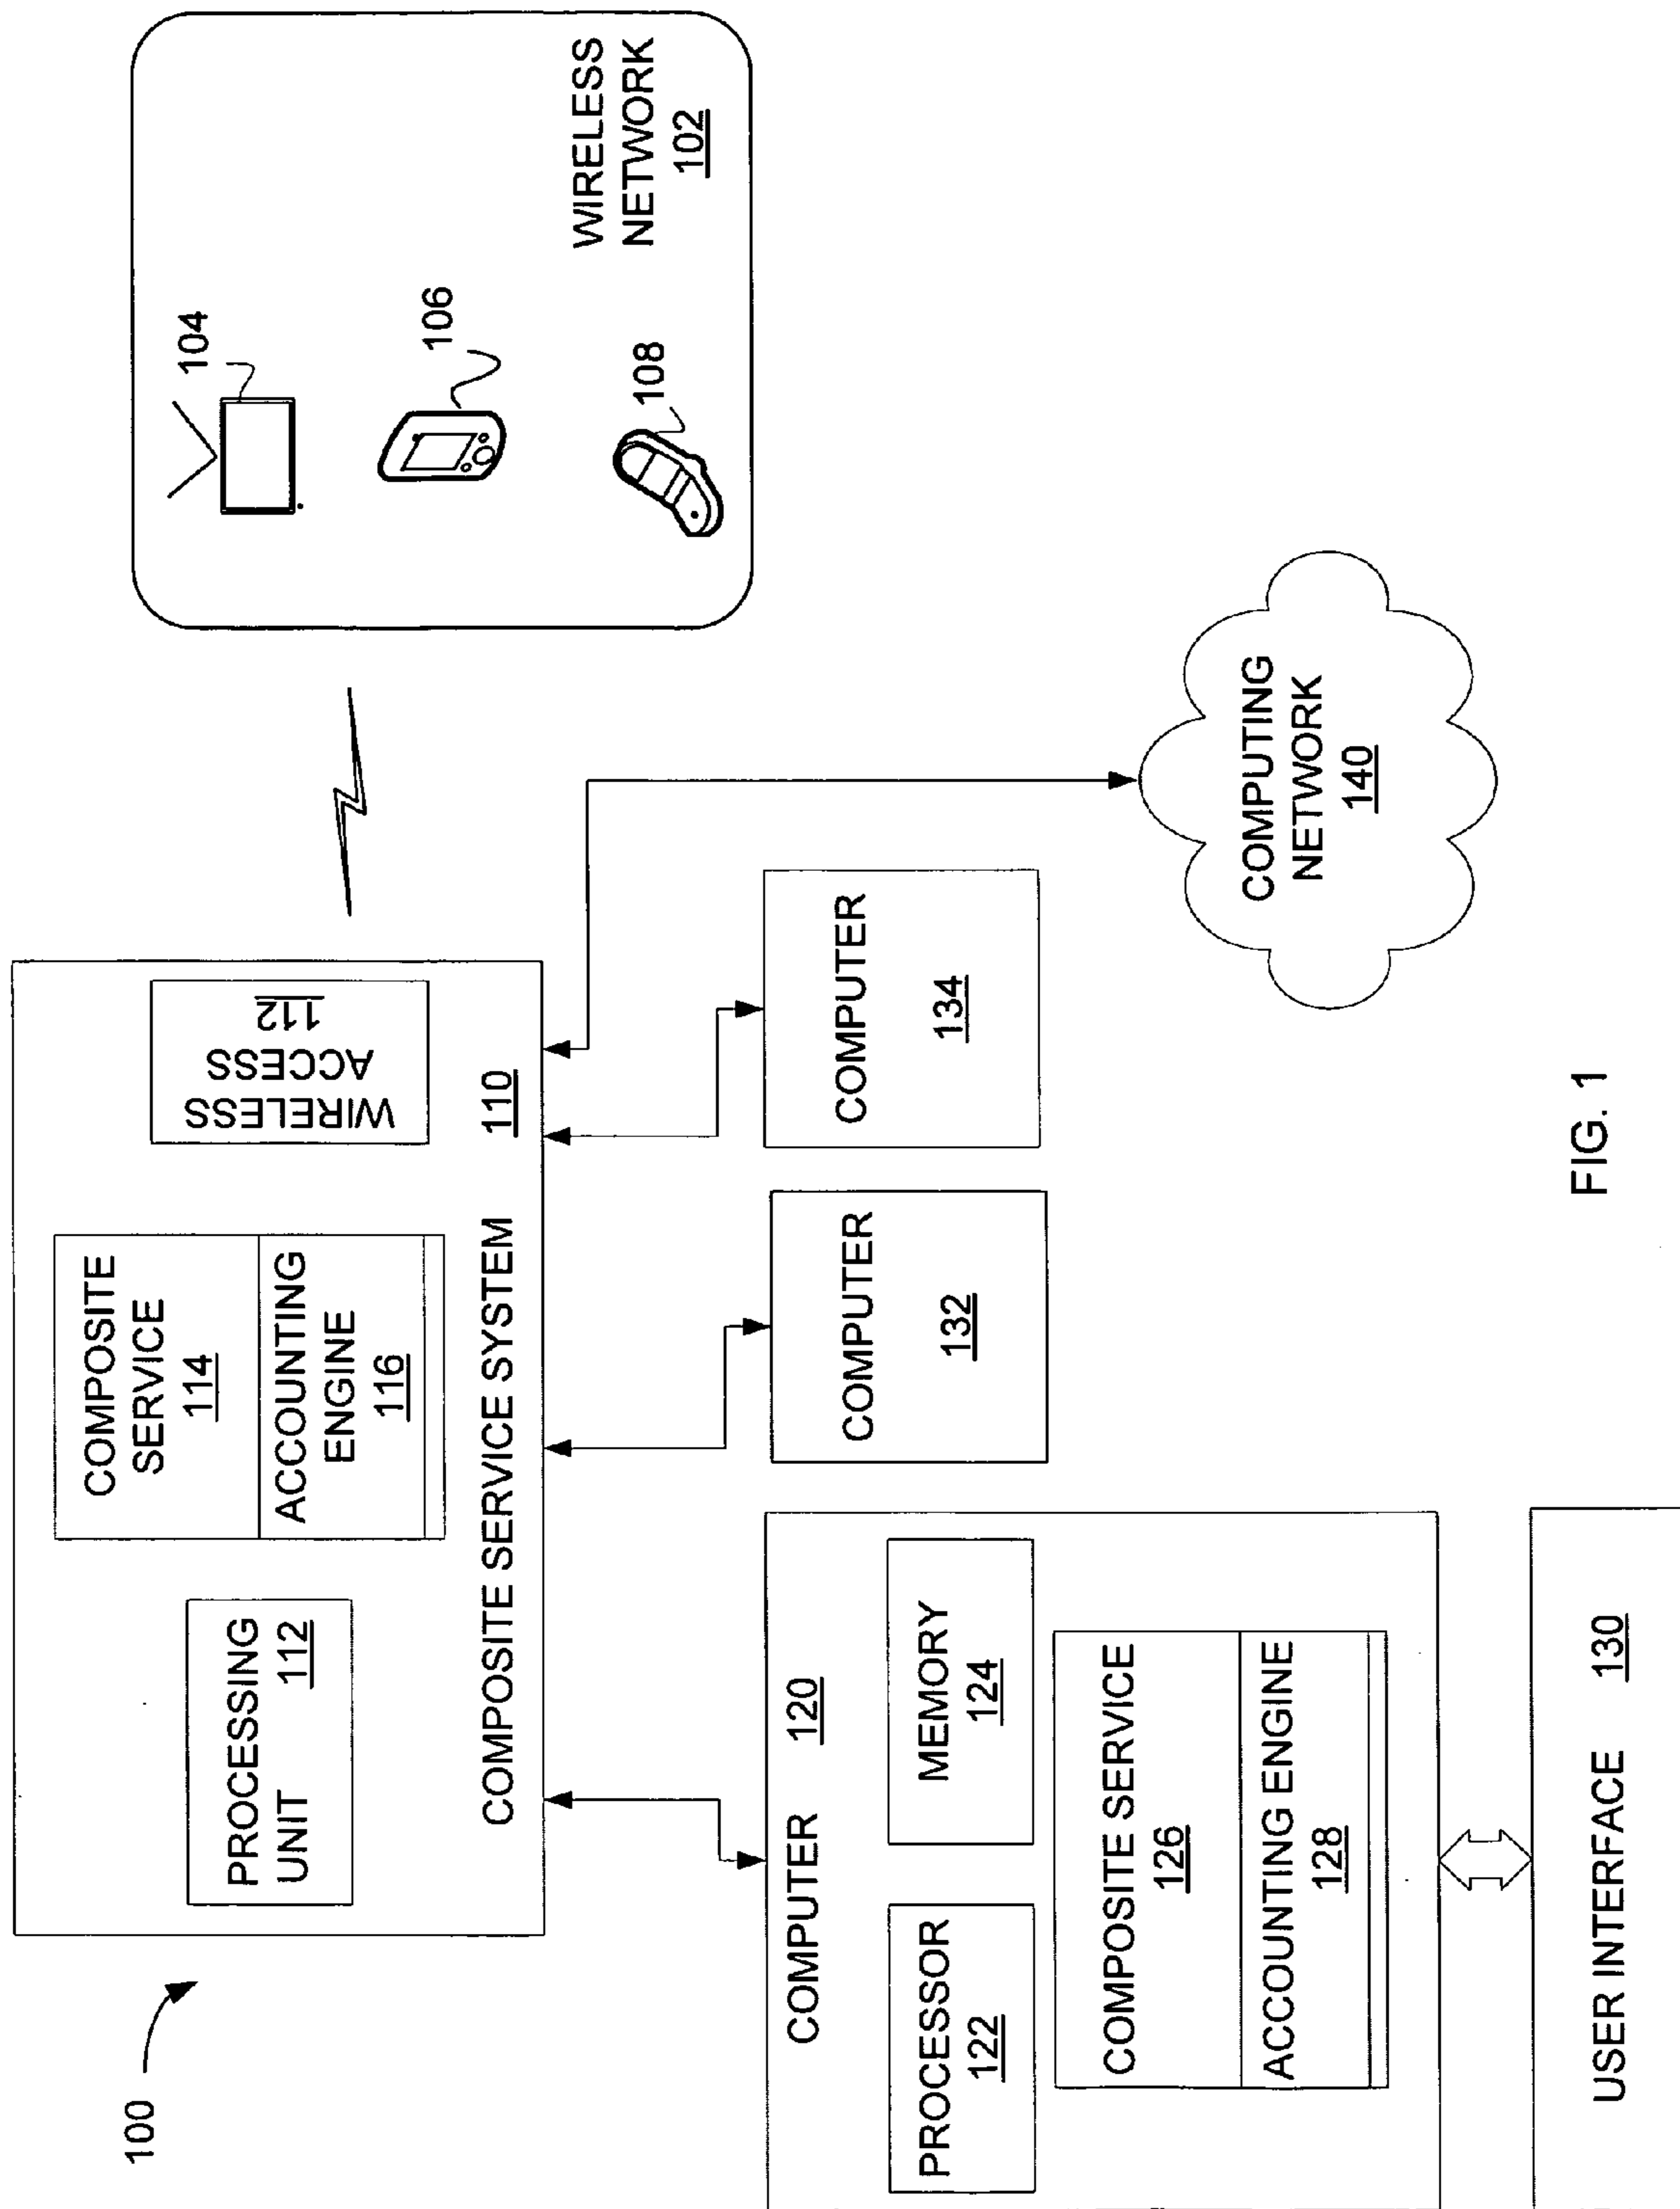 100
PROCESSING
UNIT 112
COMPOSITE
SERVICE
114
ACCOUNTING
ENGINE
116
WIRELESS
ACCESS
112
COMPOSITE SERVICE SYSTEM 110
104
106
108
WIRELESS
NETWORK
102
COMPUTER 120
PROCESSOR
122
MEMORY
124
COMPOSITE SERVICE
126
ACCOUNTING ENGINE
128
COMPUTER
132
COMPUTER
134
COMPUTING
NETWORK
140
USER INTERFACE 130
FIG. 1